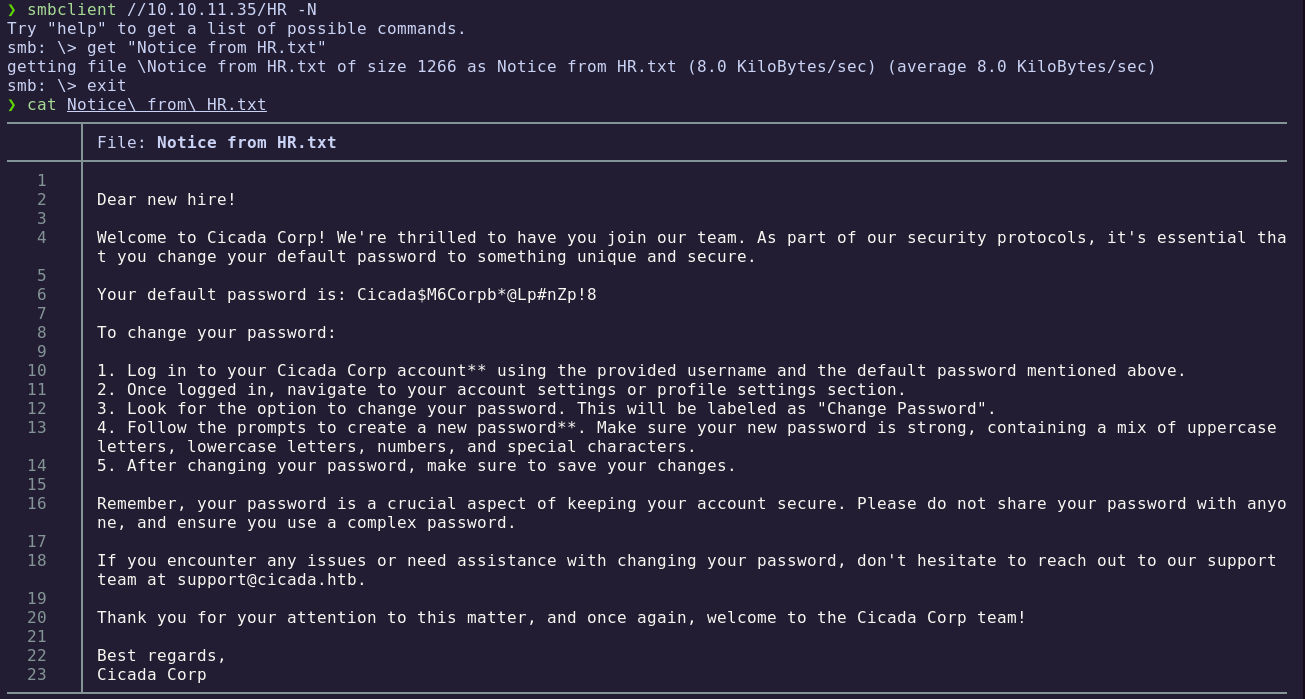 ❯ smbclient //10.10.11.35/HR -N
Try "help" to get a list of possible commands.
smb: \> get "Notice from HR.txt"
getting file \Notice from HR.txt of size 1266 as Notice from HR.txt (8.0 KiloBytes/sec) (average 8.0 KiloBytes/sec)
smb: \> exit
❯ cat Notice\ from\ HR.txt
File: Notice from HR.txt
1
2 Dear new hire!
3
4 Welcome to Cicada Corp! We're thrilled to have you join our team. As part of our security protocols, it's essential tha
t you change your default password to something unique and secure.
5
6 Your default password is: Cicada$M6Corpb*@Lp#nZp!8
7
8 To change your password:
9
10 1. Log in to your Cicada Corp account** using the provided username and the default password mentioned above.
11 2. Once logged in, navigate to your account settings or profile settings section.
12 3. Look for the option to change your password. This will be labeled as "Change Password".
13 4. Follow the prompts to create a new password**. Make sure your new password is strong, containing a mix of uppercase
letters, lowercase letters, numbers, and special characters.
14 5. After changing your password, make sure to save your changes.
15
16 Remember, your password is a crucial aspect of keeping your account secure. Please do not share your password with anyo
ne, and ensure you use a complex password.
17
18 If you encounter any issues or need assistance with changing your password, don't hesitate to reach out to our support
team at support@cicada.htb.
19
20 Thank you for your attention to this matter, and once again, welcome to the Cicada Corp team!
21
22 Best regards,
23 Cicada Corp